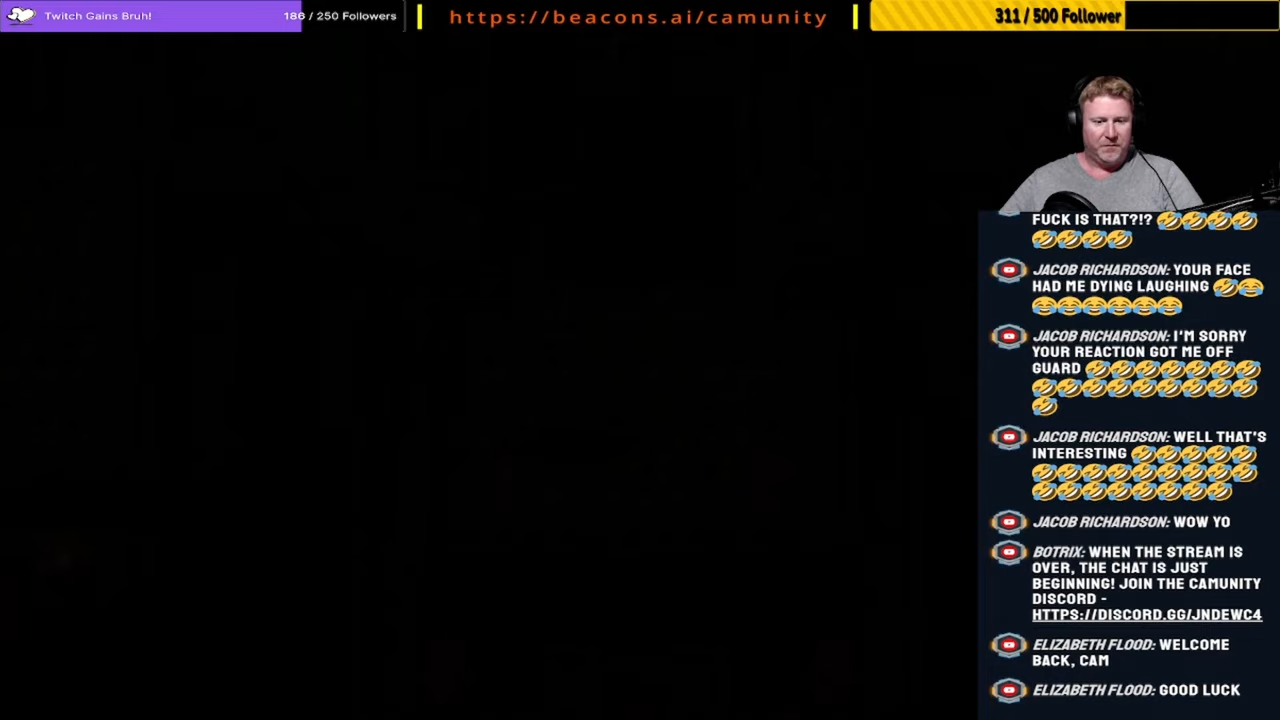 Twitch Gains Bruh!
186 / 250 Followers
https://beacons.ai/camunity
311 / 500 Follower
FUCK IS THAT?!? 🤣🤣🤣🤣
🤣🤣🤣🤣
JACOB RICHARDSON: YOUR FACE
HAD ME DYING LAUGHING 🤣😂
😂😂😂😂😂😂
JACOB RICHARDSON: I'M SORRY
YOUR REACTION GOT ME OFF
GUARD 🤣🤣🤣🤣🤣🤣🤣
🤣🤣🤣🤣🤣🤣🤣🤣🤣
🤣
JACOB RICHARDSON: WELL THAT'S
INTERESTING 🤣🤣🤣🤣🤣
🤣🤣🤣🤣🤣🤣🤣🤣🤣
🤣🤣🤣🤣🤣🤣🤣🤣
JACOB RICHARDSON: WOW YO
BOTRIX: WHEN THE STREAM IS
OVER, THE CHAT IS JUST
BEGINNING! JOIN THE CAMUNITY
DISCORD -
HTTPS://DISCORD.GG/JNDEWC4
ELIZABETH FLOOD: WELCOME
BACK, CAM
ELIZABETH FLOOD: GOOD LUCK